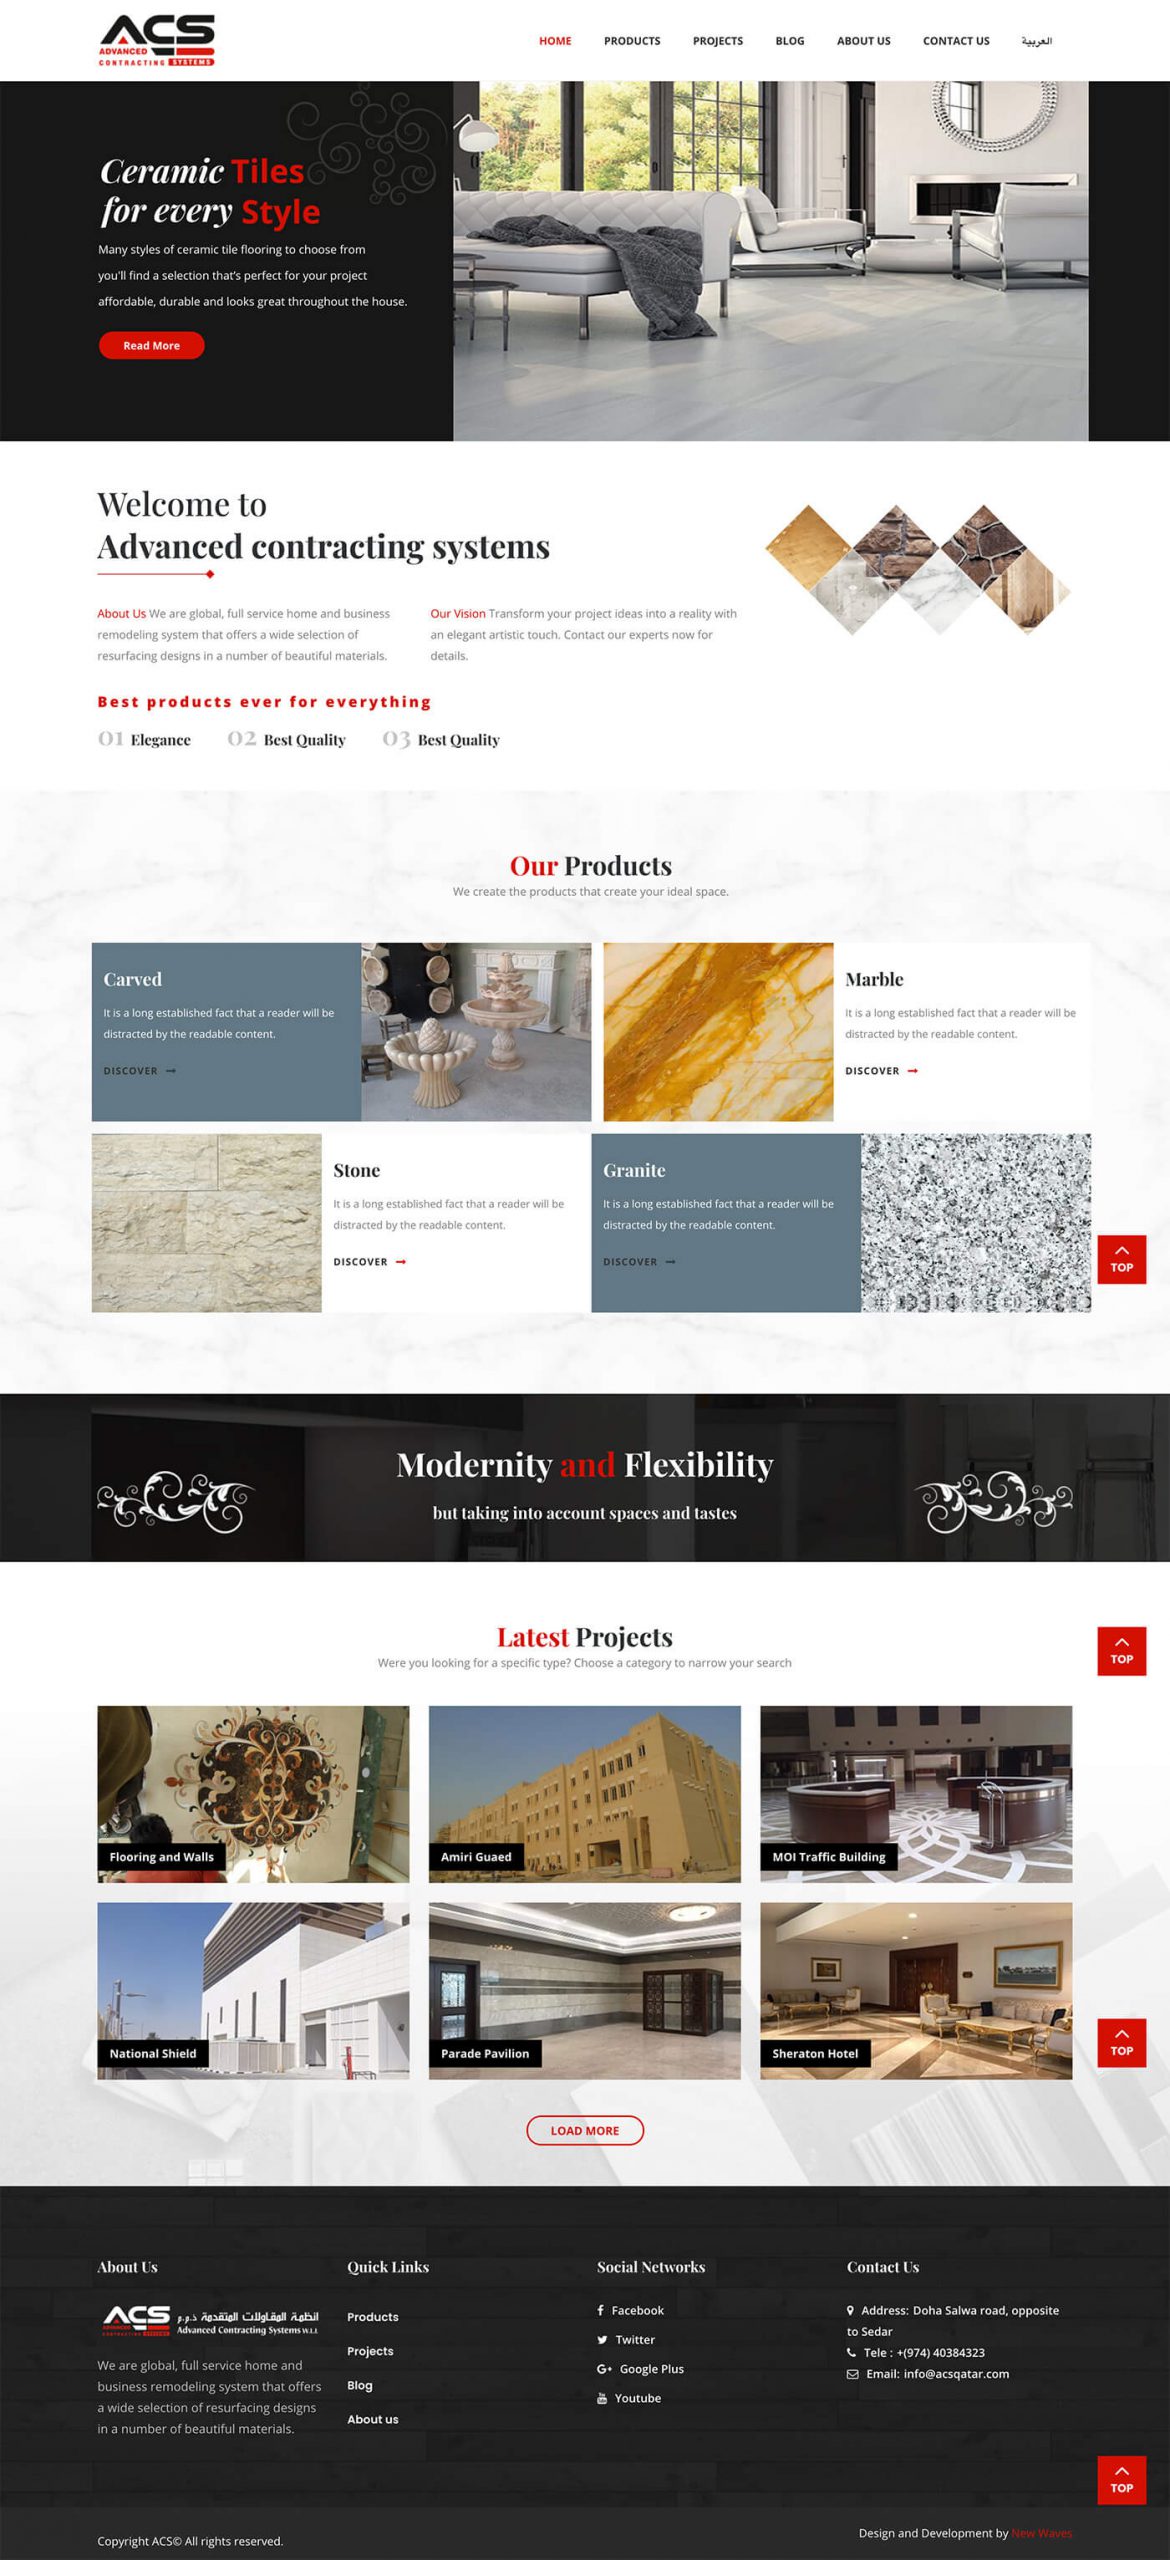 ACS
ADVANCED
CONTRACTING SYSTEMS
HOME PRODUCTS PROJECTS BLOG ABOUT US CONTACT US العربية
Ceramic Tiles
for every Style
Many styles of ceramic tile flooring to choose from
you'll find a selection that's perfect for your project
affordable, durable and looks great throughout the house.
Read More
Welcome to
Advanced contracting systems
About Us We are global, full service home and business
remodeling system that offers a wide selection of
resurfacing designs in a number of beautiful materials.
Our Vision Transform your project ideas into a reality with
an elegant artistic touch. Contact our experts now for
details.
Best products ever for everything
01 Elegance 02 Best Quality 03 Best Quality
Our Products
We create the products that create your ideal space.
Carved
It is a long established fact that a reader will be
distracted by the readable content.
DISCOVER
Marble
It is a long established fact that a reader will be
distracted by the readable content.
DISCOVER
Stone
It is a long established fact that a reader will be
distracted by the readable content.
DISCOVER
Granite
It is a long established fact that a reader will be
distracted by the readable content.
DISCOVER
TOP
Modernity and Flexibility
but taking into account spaces and tastes
Latest Projects
Were you looking for a specific type? Choose a category to narrow your search
TOP
Flooring and Walls
Amiri Guaed
MOI Traffic Building
National Shield
Parade Pavilion
Sheraton Hotel
TOP
LOAD MORE
About Us
ACS
ADVANCED
CONTRACTING SYSTEMS
انظمة المقاولات المتقدمة ذ.م.م
Advanced Contracting Systems W.L.L
We are global, full service home and
business remodeling system that offers
a wide selection of resurfacing designs
in a number of beautiful materials.
Quick Links
Products
Projects
Blog
About us
Social Networks
Facebook
Twitter
Google Plus
Youtube
Contact Us
Address: Doha Salwa road, opposite
to Sedar
Tele : +(974) 40384323
Email: info@acsqatar.com
TOP
Copyright ACS© All rights reserved.
Design and Development by New Waves